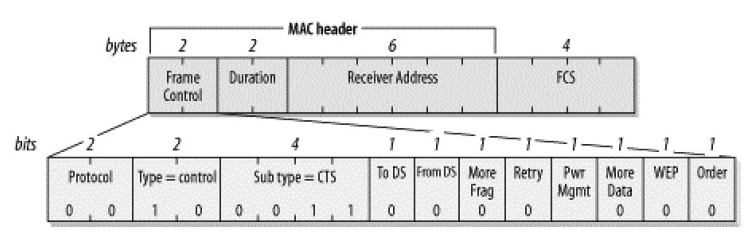 MAC header
bytes 2 2 6 4
Frame Control Duration Receiver Address FCS
bits 2 2 4 1 1 1 1 1 1 1 1
Protocol Type = control Sub type = CTS To DS From DS More Frag Retry Pwr Mgmt More Data WEP Order
0 0 1 0 0 0 1 1 0 0 0 0 0 0 0 0